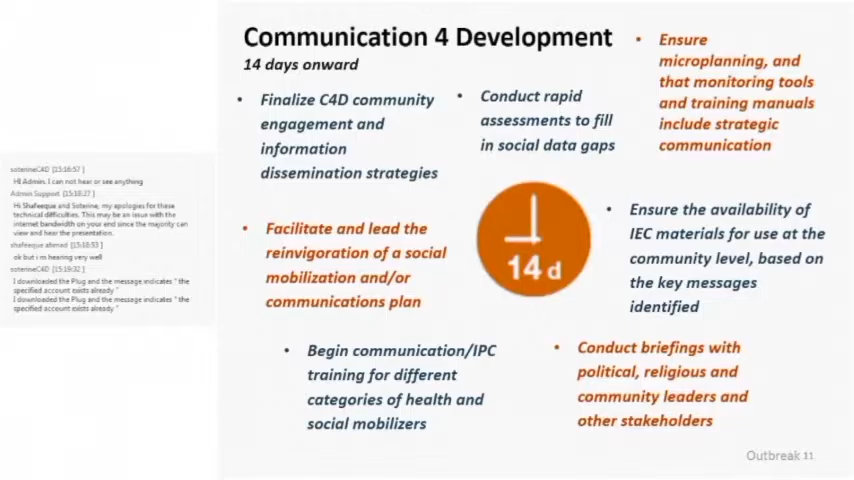 Communication 4 Development
14 days onward
• Finalize C4D community
engagement and
information
dissemination strategies
• Conduct rapid
assessments to fill
in social data gaps
• Ensure
microplanning, and
that monitoring tools
and training manuals
include strategic
communication
• Facilitate and lead the
reinvigoration of a social
mobilization and/or
communications plan
14 d
• Ensure the availability of
IEC materials for use at the
community level, based on
the key messages
identified
• Begin communication/IPC
training for different
categories of health and
social mobilizers
• Conduct briefings with
political, religious and
community leaders and
other stakeholders
Outbreak 11
[15:16:57 ]
HI Admin. I can not hear or see anything
Admin Support [15:18:27 ]
Hi Shafeeque and Soterine, my apologies for these
technical difficulties. This may be an issue with the
internet bandwidth on your end since the majority can
view and hear the presentation.
shafeeque ahmed [15:18:53 ]
ok but i m hearing very well
[15:19:32 ]
I downloaded the Plug and the message indicates " the
specified account exists already "
I downloaded the Plug and the message indicates " the
specified account exists already "